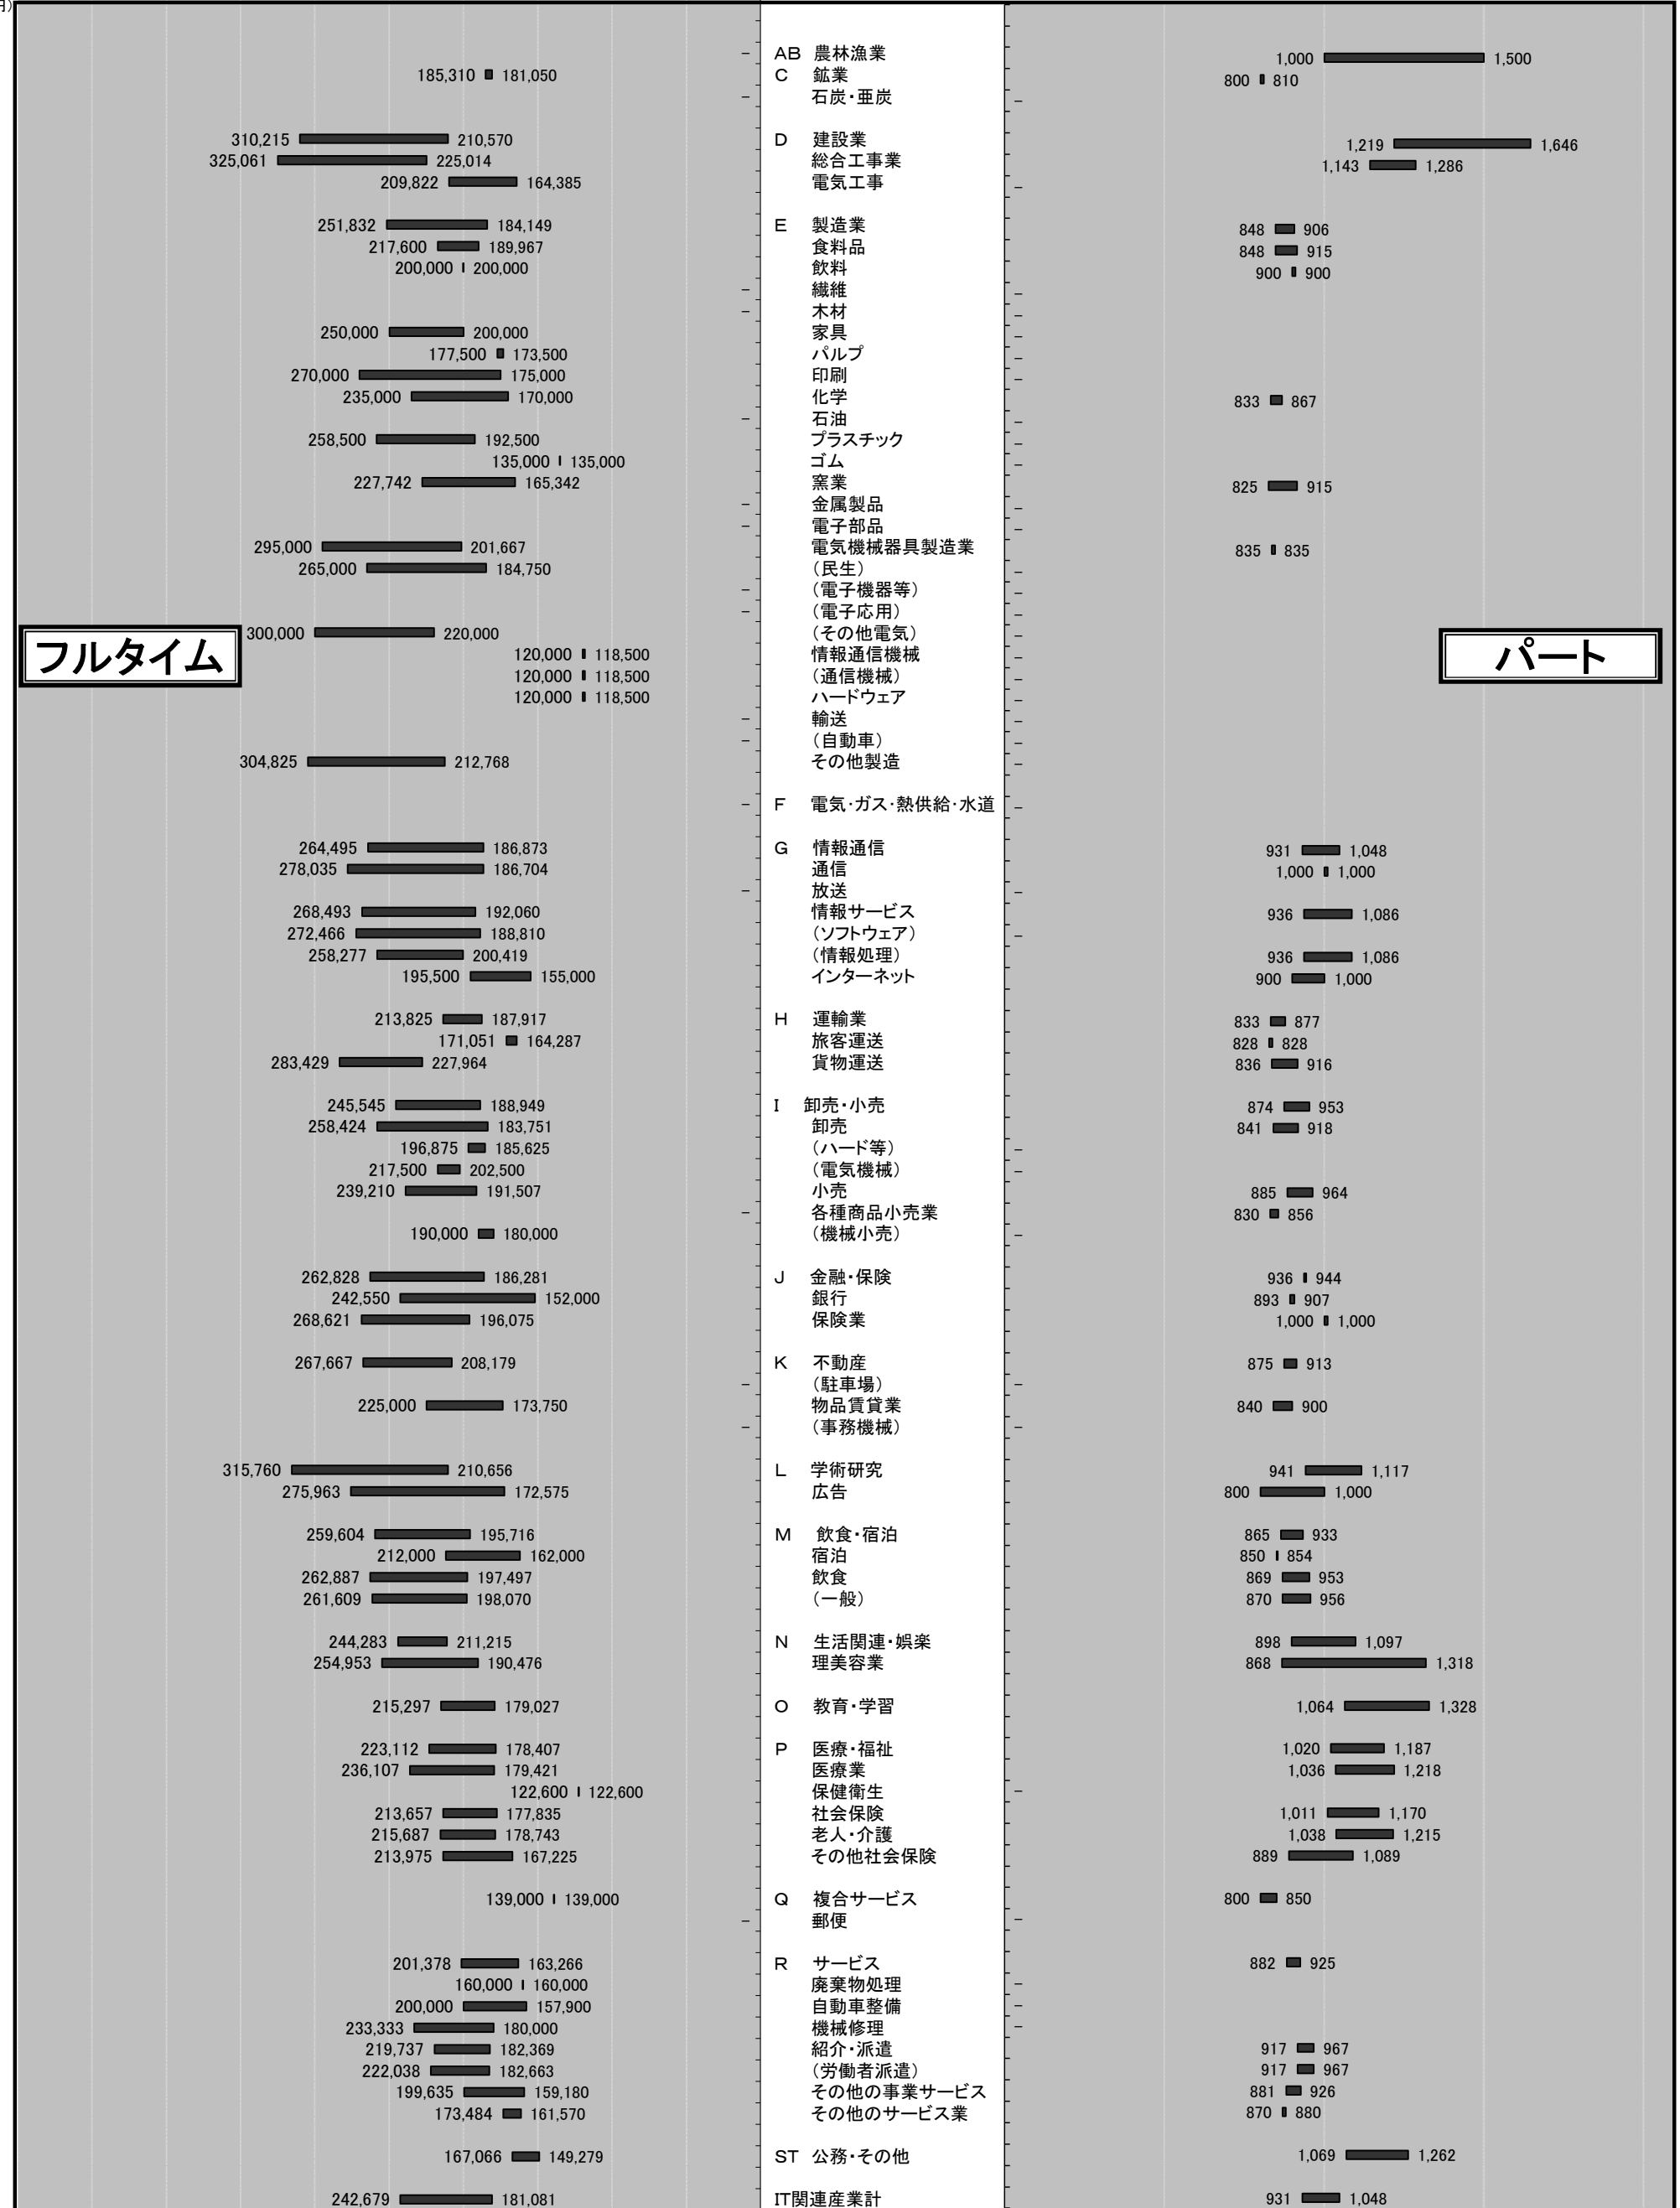 円)
AB 農林漁業 1,000 1,500
185,310 181,050 C 鉱業 800 810
石炭・亜炭
310,215 210,570 D 建設業 1,219 1,646
325,061 225,014 総合工事業 1,143 1,286
209,822 164,385 電気工事
251,832 184,149 E 製造業 848 906
217,600 189,967 食料品 848 915
200,000 200,000 飲料 900 900
繊維
木材
250,000 200,000 家具
177,500 173,500 パルプ
270,000 175,000 印刷
235,000 170,000 化学 833 867
石油
258,500 192,500 プラスチック
135,000 135,000 ゴム
227,742 165,342 窯業 825 915
金属製品
電子部品
295,000 201,667 電気機械器具製造業 835 835
265,000 184,750 (民生)
(電子機器等)
(電子応用)
300,000 220,000 (その他電気)
フルタイム
パート
120,000 118,500 情報通信機械
120,000 118,500 (通信機械)
120,000 118,500 ハードウェア
輸送
(自動車)
304,825 212,768 その他製造
F 電気・ガス・熱供給・水道
264,495 186,873 G 情報通信 931 1,048
278,035 186,704 通信 1,000 1,000
放送
268,493 192,060 情報サービス 936 1,086
272,466 188,810 (ソフトウェア)
258,277 200,419 (情報処理) 936 1,086
195,500 155,000 インターネット 900 1,000
213,825 187,917 H 運輸業 833 877
171,051 164,287 旅客運送 828 828
283,429 227,964 貨物運送 836 916
245,545 188,949 I 卸売・小売 874 953
258,424 183,751 卸売 841 918
196,875 185,625 (ハード等)
217,500 202,500 (電気機械)
239,210 191,507 小売 885 964
各種商品小売業 830 856
190,000 180,000 (機械小売)
262,828 186,281 J 金融・保険 936 944
242,550 152,000 銀行 893 907
268,621 196,075 保険業 1,000 1,000
267,667 208,179 K 不動産 875 913
(駐車場)
225,000 173,750 物品賃貸業 840 900
(事務機械)
315,760 210,656 L 学術研究 941 1,117
275,963 172,575 広告 800 1,000
259,604 195,716 M 飲食・宿泊 865 933
212,000 162,000 宿泊 850 854
262,887 197,497 飲食 869 953
261,609 198,070 (一般) 870 956
244,283 211,215 N 生活関連・娯楽 898 1,097
254,953 190,476 理美容業 868 1,318
215,297 179,027 O 教育・学習 1,064 1,328
223,112 178,407 P 医療・福祉 1,020 1,187
236,107 179,421 医療業 1,036 1,218
122,600 122,600 保健衛生
213,657 177,835 社会保険 1,011 1,170
215,687 178,743 老人・介護 1,038 1,215
213,975 167,225 その他社会保険 889 1,089
139,000 139,000 Q 複合サービス 800 850
郵便
201,378 163,266 R サービス 882 925
160,000 160,000 廃棄物処理
200,000 157,900 自動車整備
233,333 180,000 機械修理
219,737 182,369 紹介・派遣 917 967
222,038 182,663 (労働者派遣) 917 967
199,635 159,180 その他の事業サービス 881 926
173,484 161,570 その他のサービス業 870 880
167,066 149,279 ST 公務・その他 1,069 1,262
242,679 181,081 IT関連産業計 931 1,048